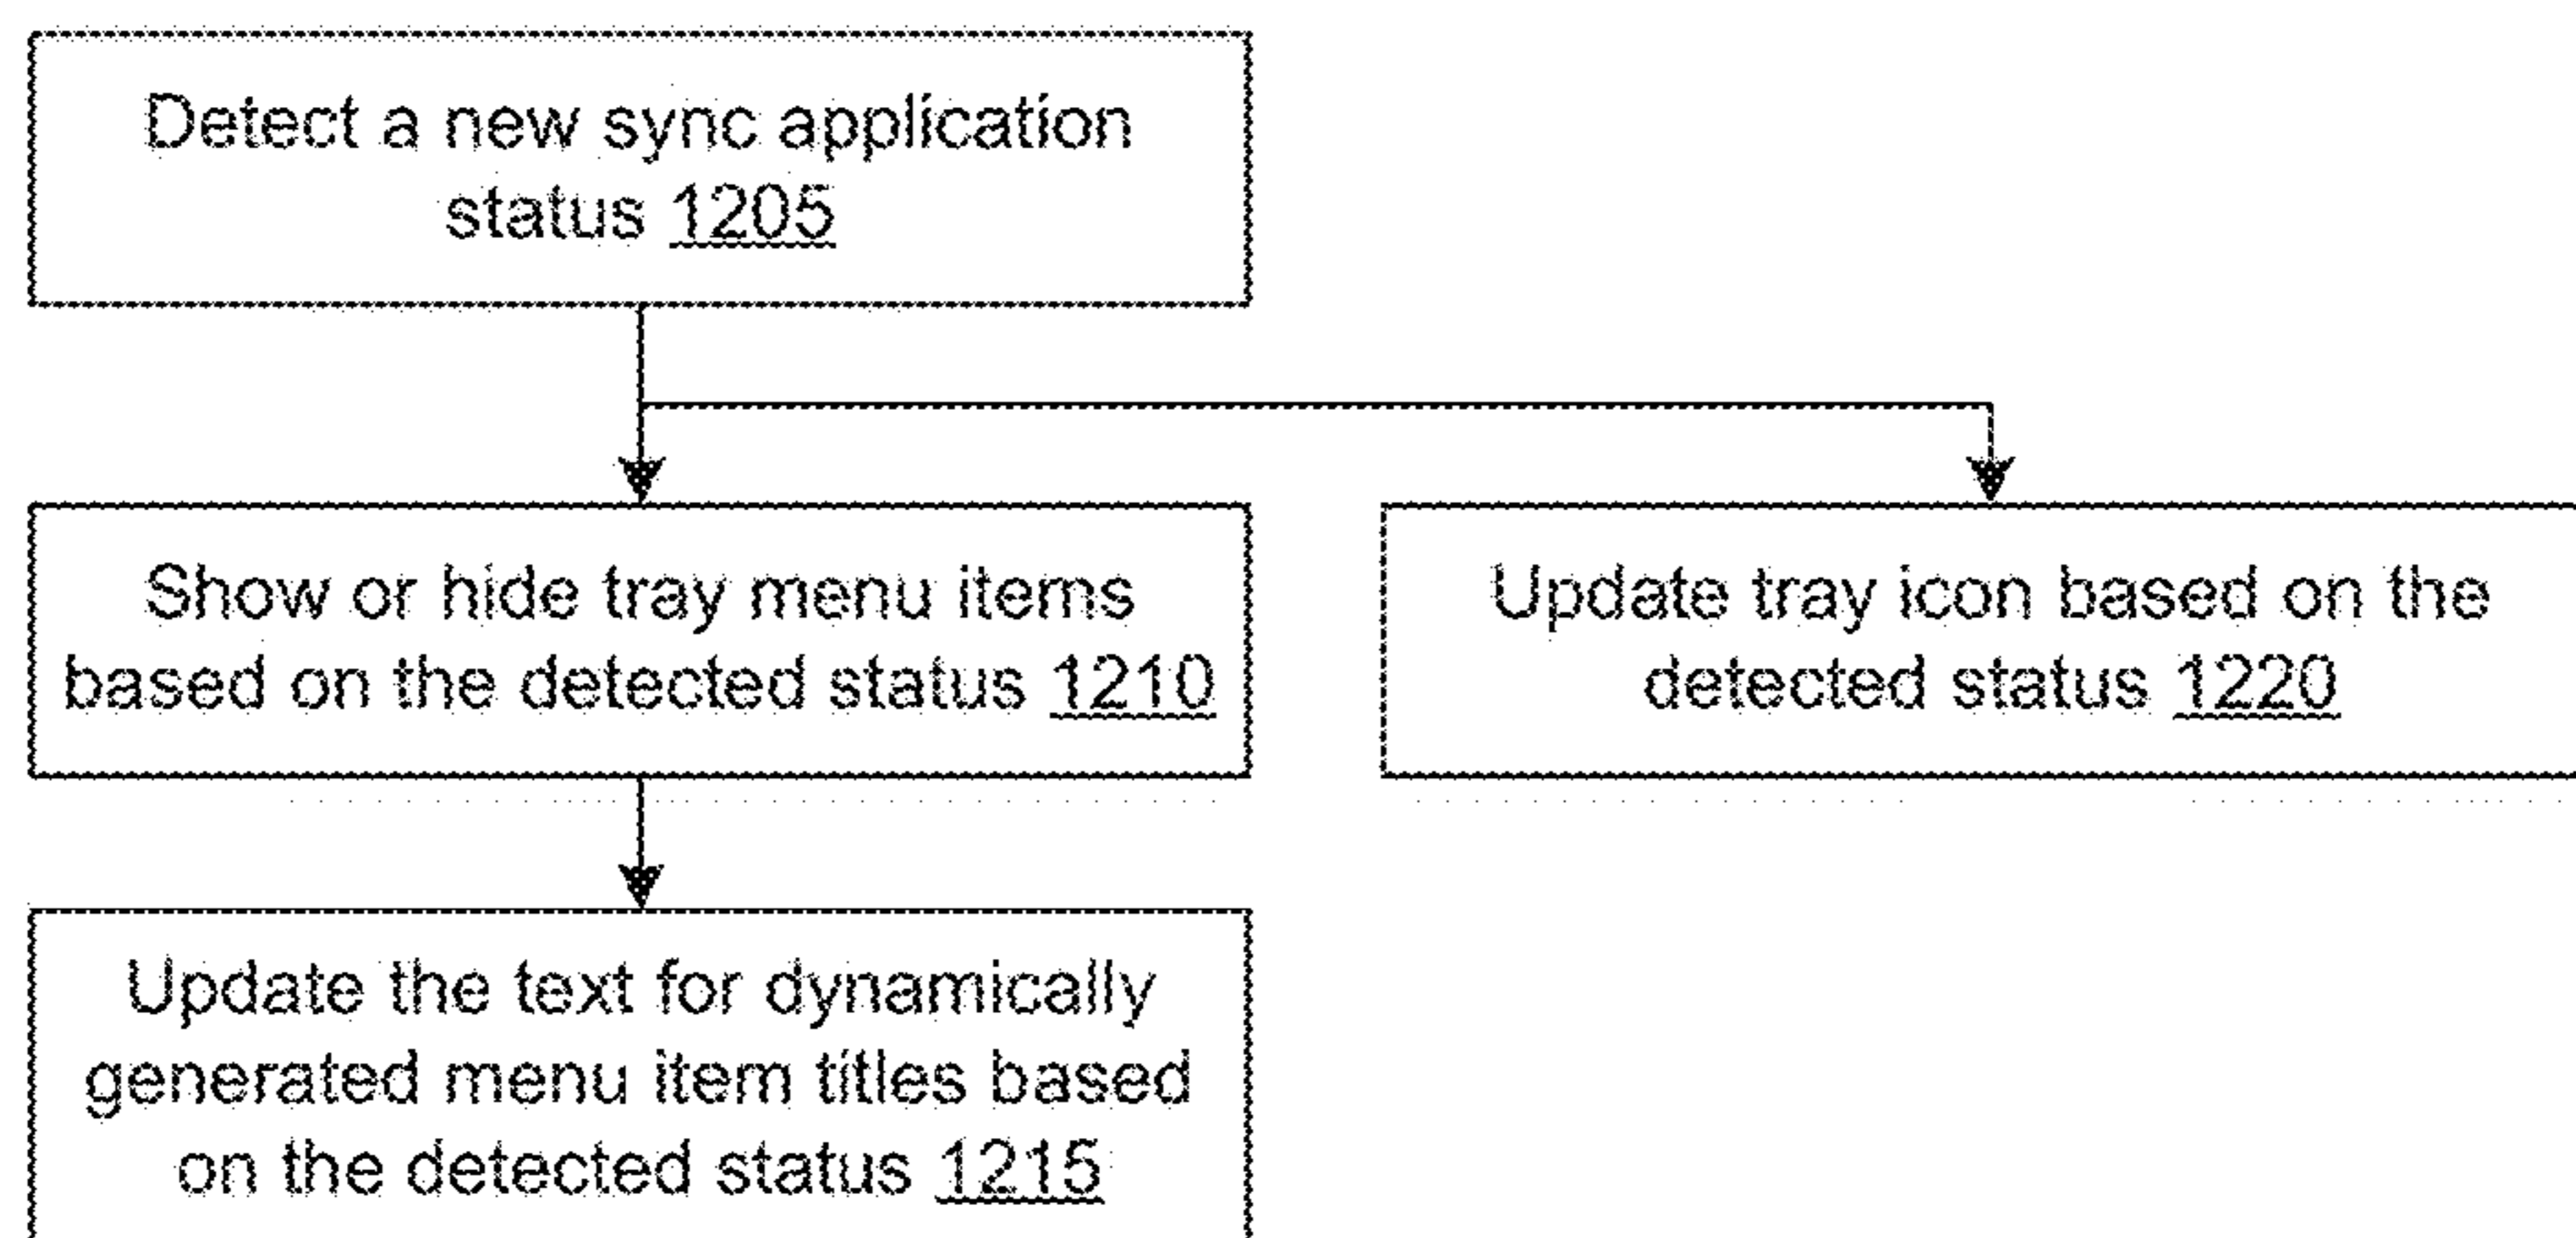 Detect a new sync application
status 1205
Show or hide tray menu items
based on the detected status 1210
Update tray icon based on the
detected status 1220
Update the text for dynamically
generated menu item titles based
on the detected status 1215